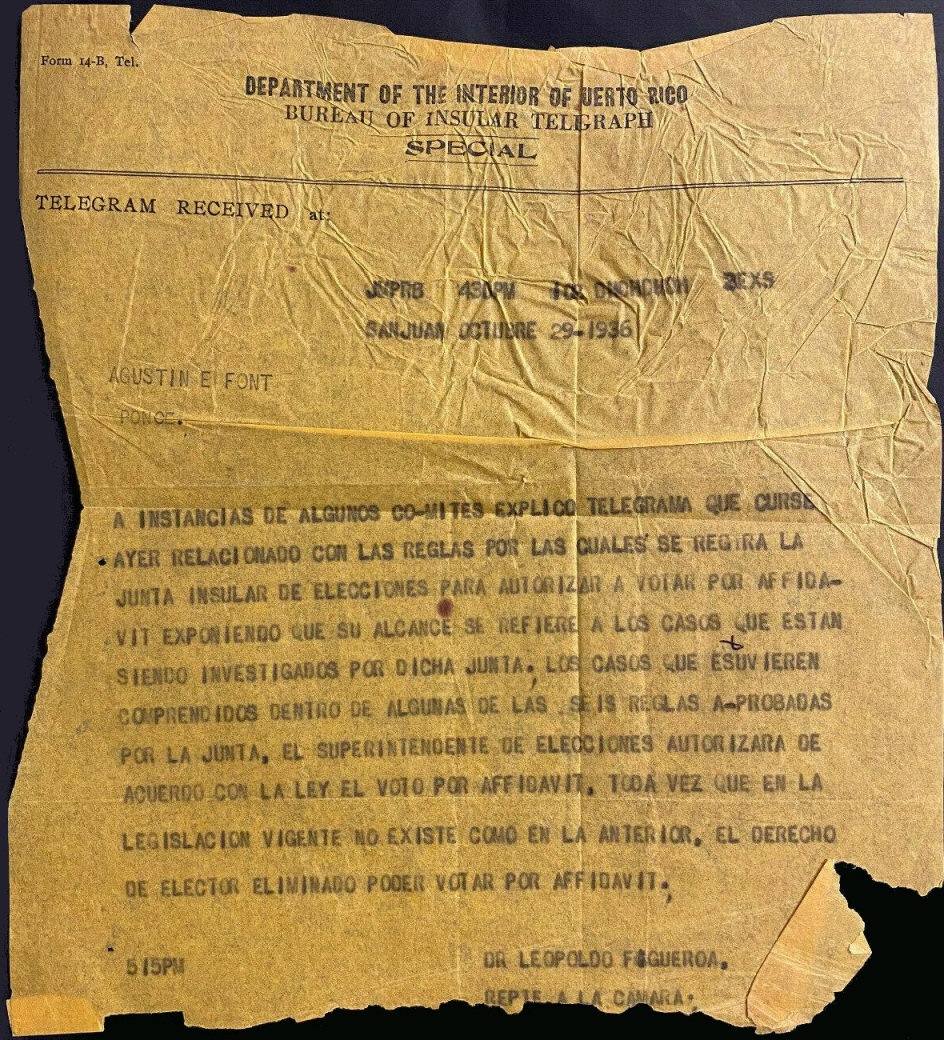 Form 14-B, Tel.
DEPARTMENT OF THE INTERIOR OF UERTO RICO
BUREAU OF INSULAR TELEGRAPH
SPECIAL
TELEGRAM RECEIVED at:
430PM
SANJUAN OCTUBRE 29-1936
AGUSTIN E FONT
PONCE.
A INSTANCIAS DE ALGUNOS CO-MITES EXPLICO TELEGRAMA QUE CURSE
AYER RELACIONADO CON LAS REGLAS POR LAS CUALES SE REGIRA LA
JUNTA INSULAR DE ELECCIONES PARA AUTORIZAR A VOTAR POR AFFIDA-
VIT EXPONIENDO QUE SU ALCANCE SE REFIERE A LOS CASOS QUE ESTAN
SIENDO INVESTIGADOS POR DICHA JUNTA. LOS CASOS QUE ESUVIEREN
COMPRENDIDOS DENTRO DE ALGUNAS DE LAS SEIS REGLAS A-PROBADAS
POR LA JUNTA, EL SUPERINTENDENTE DE ELECCIONES AUTORIZARA DE
ACUERDO CON LA LEY EL VOTO POR AFFIDAVIT, TODA VEZ QUE EN LA
LEGISLACION VIGENTE NO EXISTE COMO EN LA ANTERIOR, EL DERECHO
DE ELECTOR ELIMINADO PODER VOTAR POR AFFIDAVIT.
515PM DR LEOPOLDO FIGUEROA,
REPTE A LA CAMARA.